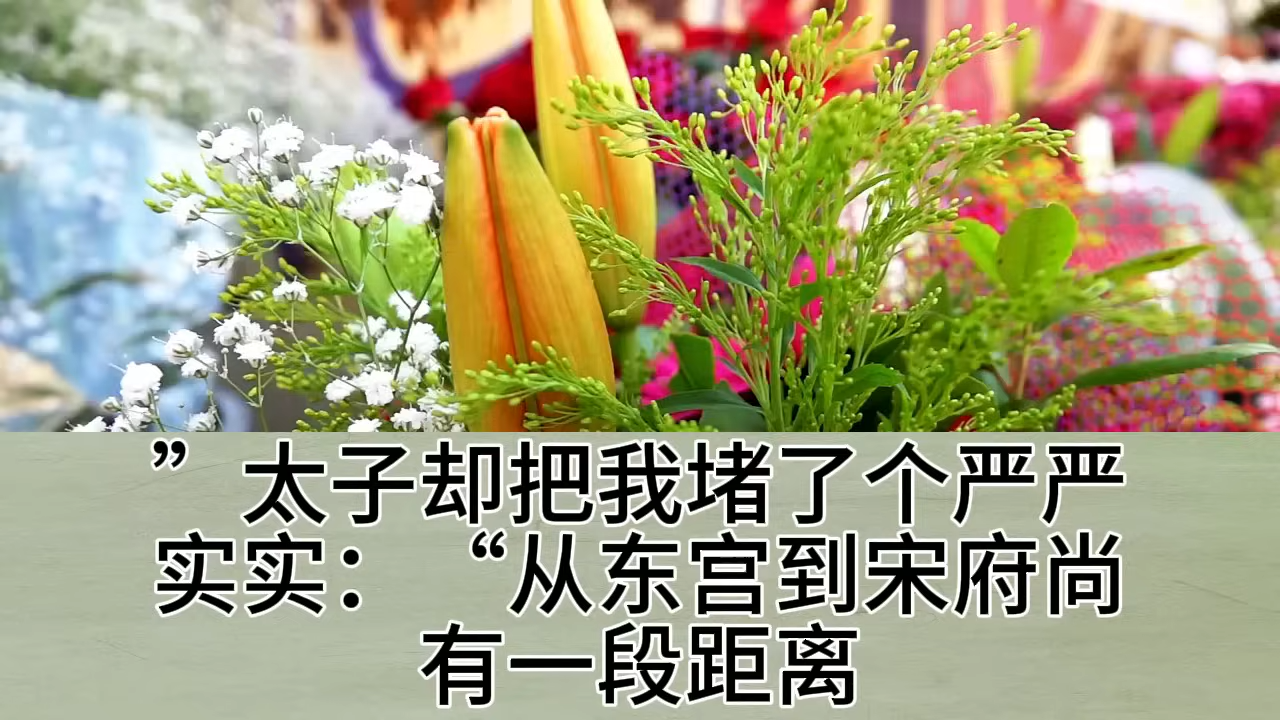 ” 太子却把我堵了个严严
实实：“从东宫到宋府尚
有一段距离